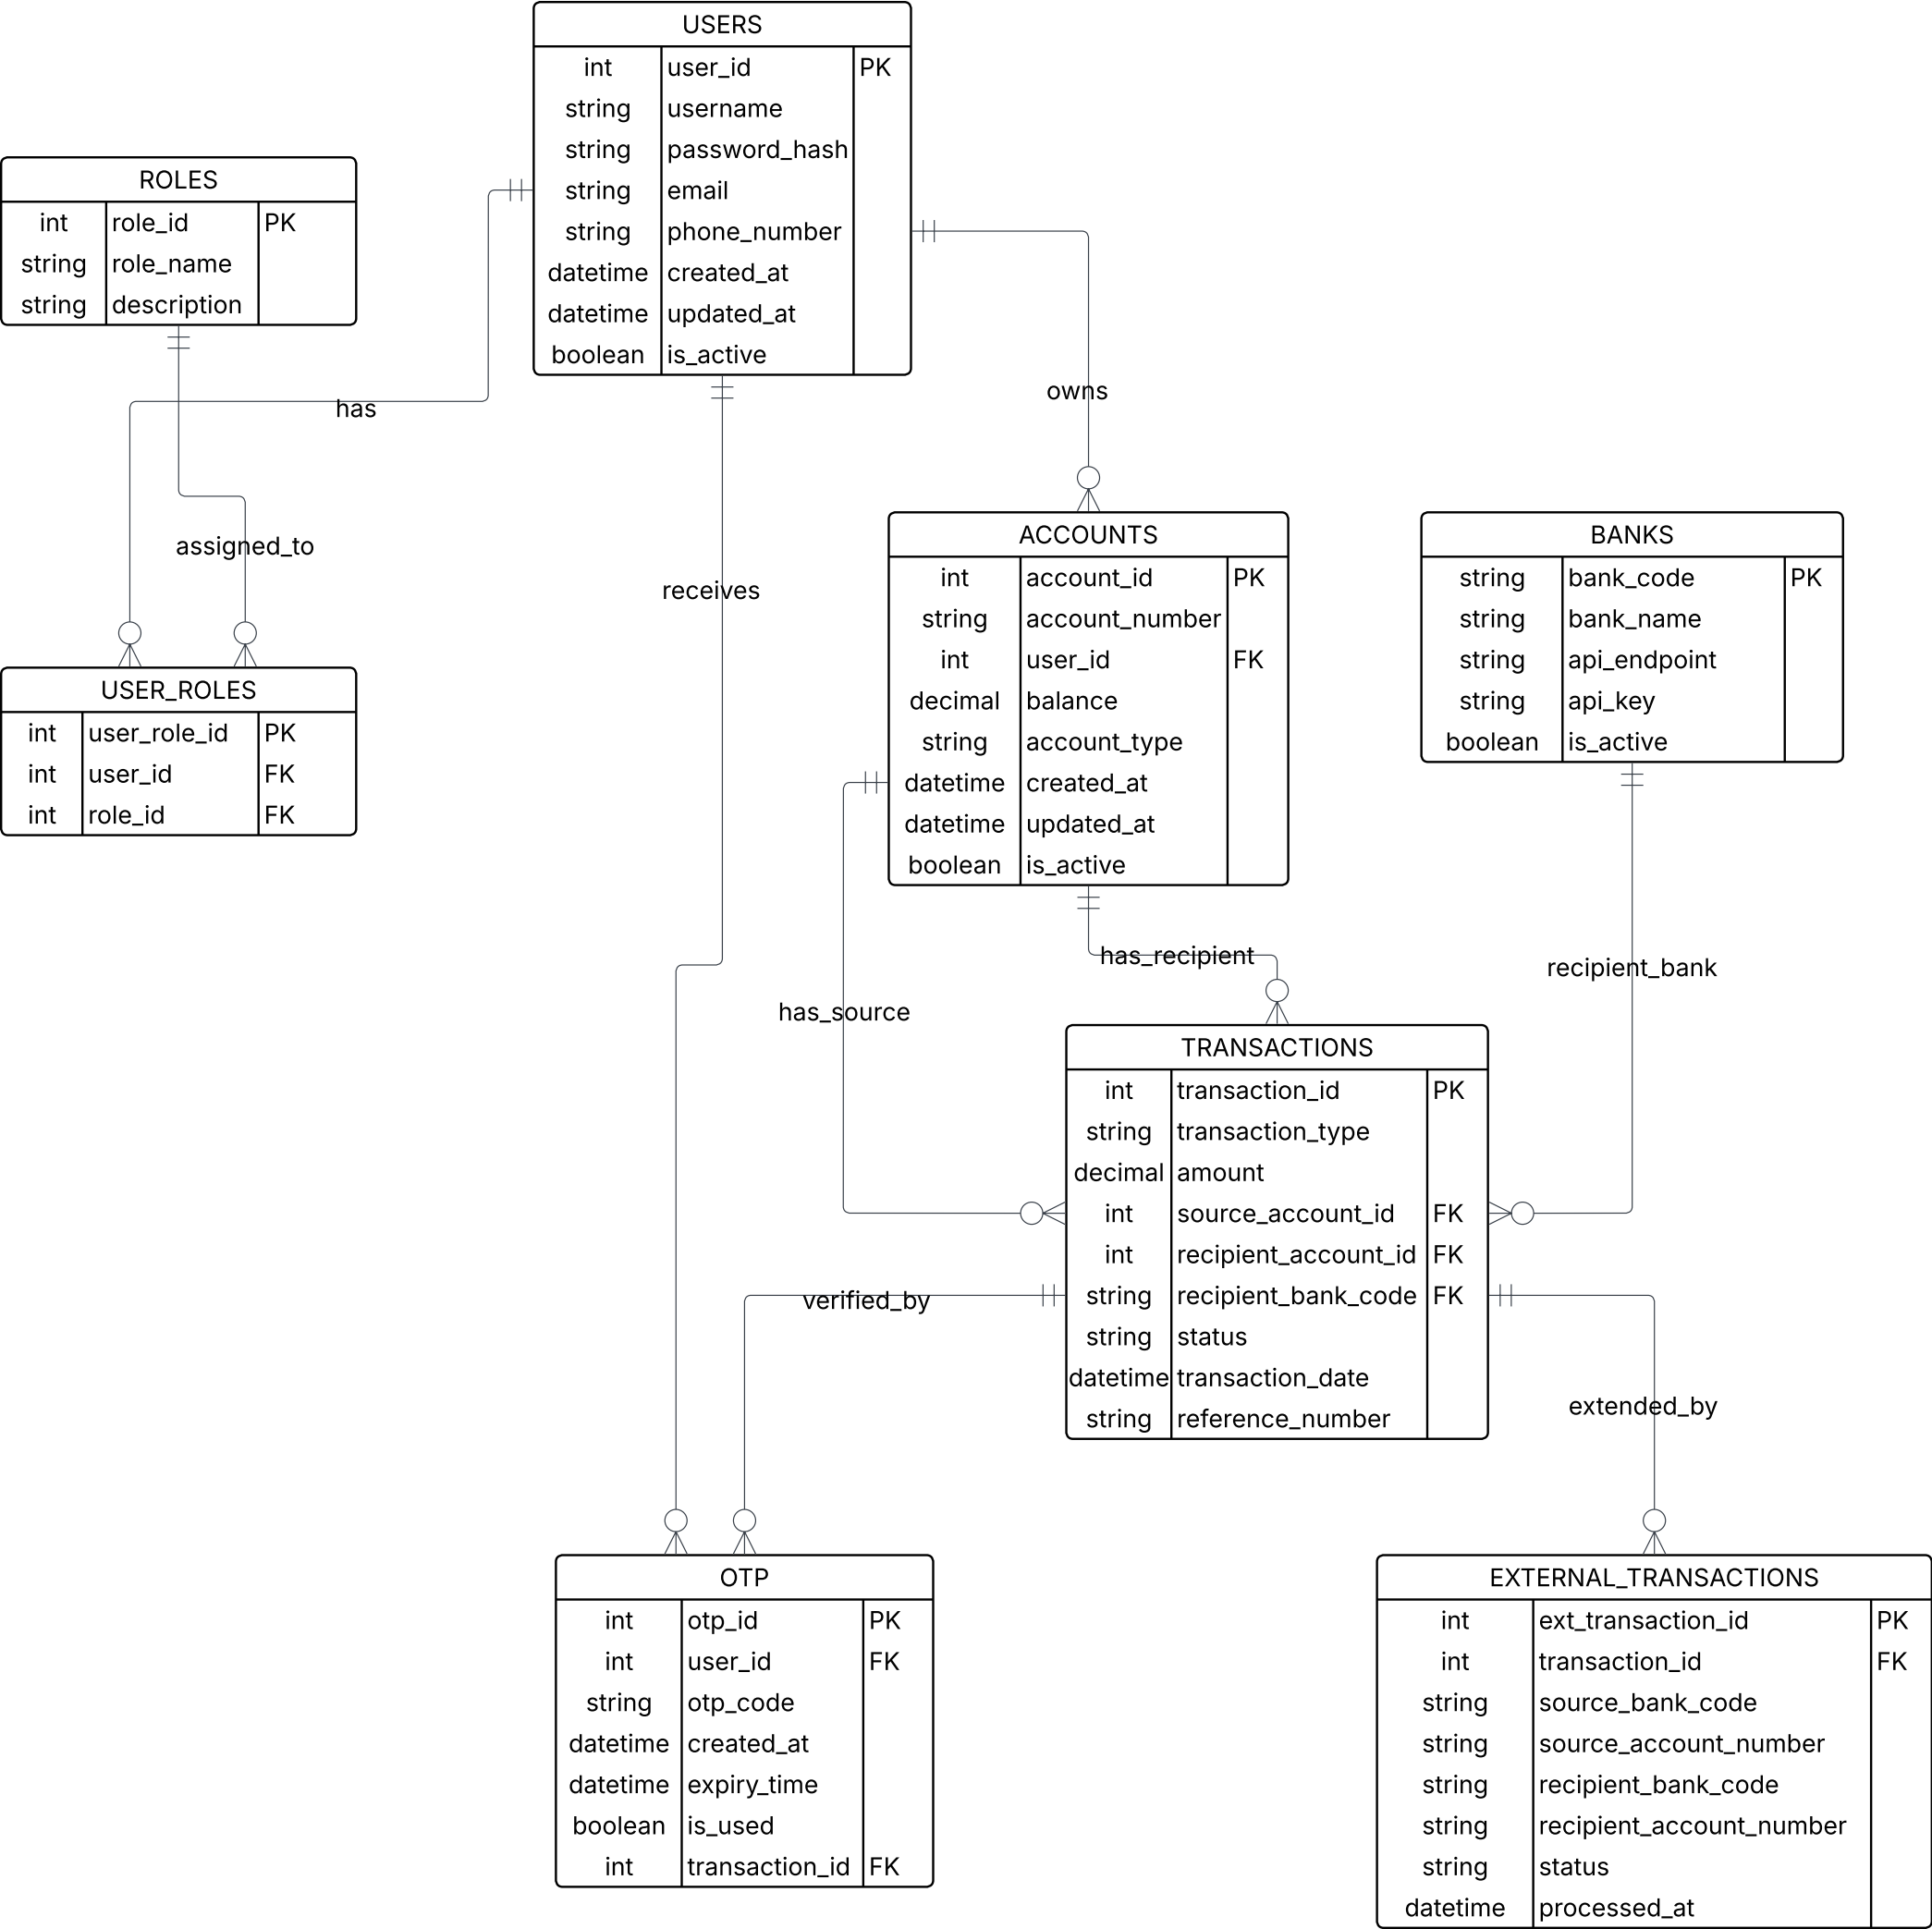 USERS
int user_id PK
string username
string password_hash
string email
string phone_number
datetime created_at
datetime updated_at
boolean is_active
ROLES
int role_id PK
string role_name
string description
has
owns
assigned_to
receives
USER_ROLES
int user_role_id PK
int user_id FK
int role_id FK
ACCOUNTS
int account_id PK
string account_number
int user_id FK
decimal balance
string account_type
datetime created_at
datetime updated_at
boolean is_active
BANKS
string bank_code PK
string bank_name
string api_endpoint
string api_key
boolean is_active
has_recipient
recipient_bank
has_source
TRANSACTIONS
int transaction_id PK
string transaction_type
decimal amount
int source_account_id FK
int recipient_account_id FK
string recipient_bank_code FK
string status
datetime transaction_date
string reference_number
verified_by
extended_by
OTP
int otp_id PK
int user_id FK
string otp_code
datetime created_at
datetime expiry_time
boolean is_used
int transaction_id FK
EXTERNAL_TRANSACTIONS
int ext_transaction_id PK
int transaction_id FK
string source_bank_code
string source_account_number
string recipient_bank_code
string recipient_account_number
string status
datetime processed_at